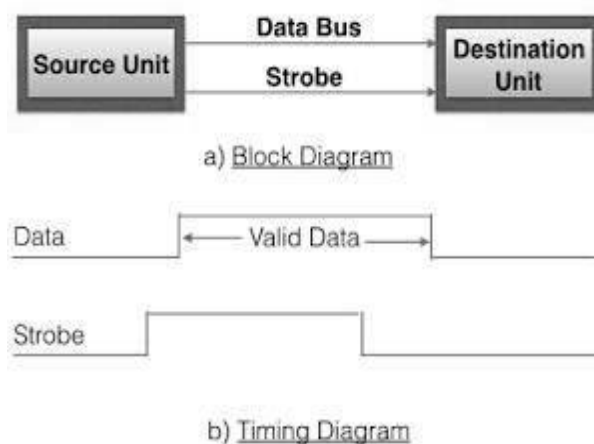 Data Bus
Source Unit
Strobe
Destination
Unit
a) Block Diagram
Data
Valid Data
Strobe
b) Timing Diagram